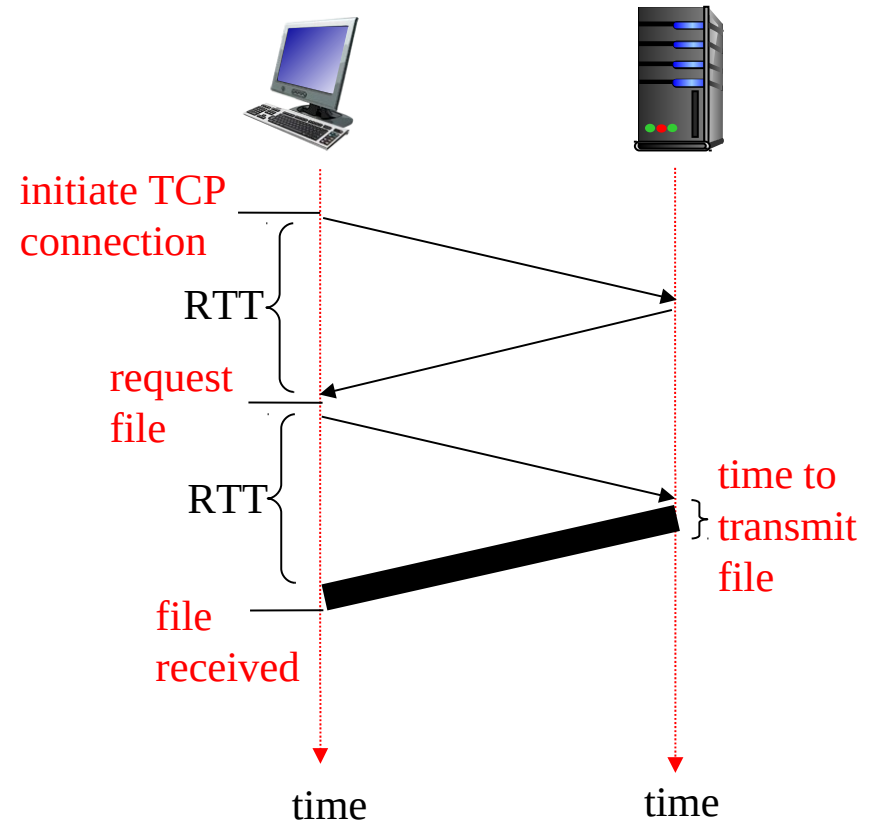 initiate TCP
connection
RTT
request
file
RTT
time to
transmit
file
file
received
time
time